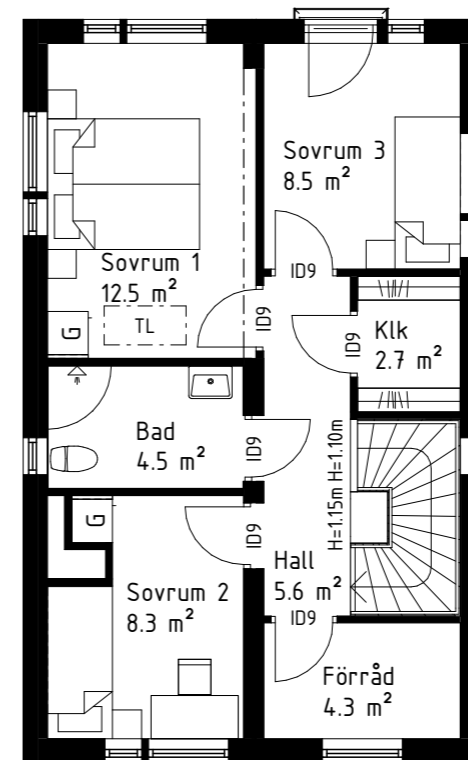 Sovrum 3
8.5 m²
Sovrum 1
12.5 m²
ID9
TL
G
ID9
ID9
Klk
2.7 m²
Bad
4.5 m²
ID9
H=1.15m H=1.10m
G
ID9
Hall
5.6 m²
Sovrum 2
8.3 m²
ID9
Förråd
4.3 m²